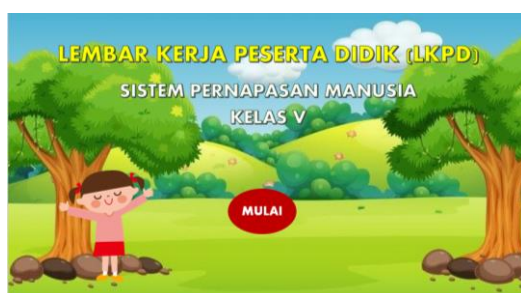 LEMBAR KERJA PESERTA DIDIK (LKPD)
SISTEM PERNAPASAN MANUSIA
KELAS V
MULAI